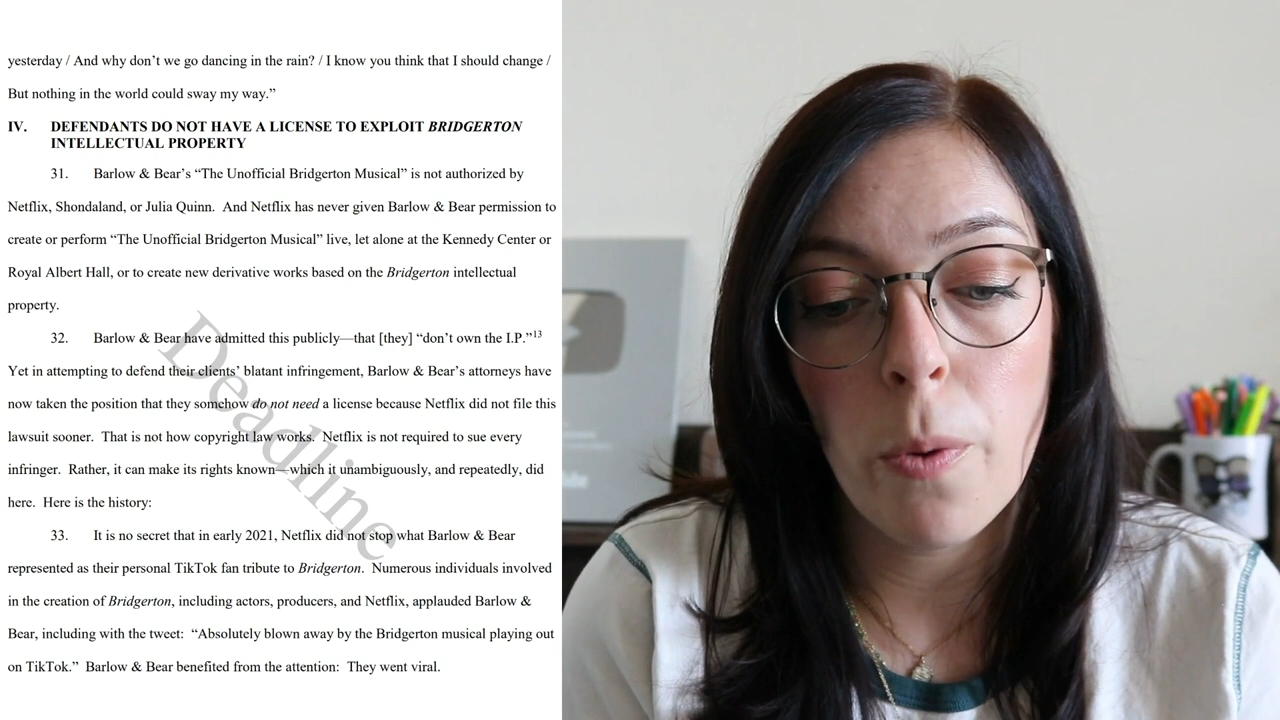 yesterday / And why don’t we go dancing in the rain? / I know you think that I should change /
But nothing in the world could sway my way.”
IV. DEFENDANTS DO NOT HAVE A LICENSE TO EXPLOIT BRIDGERTON
INTELLECTUAL PROPERTY
31. Barlow & Bear’s “The Unofficial Bridgerton Musical” is not authorized by
Netflix, Shondaland, or Julia Quinn. And Netflix has never given Barlow & Bear permission to
create or perform “The Unofficial Bridgerton Musical” live, let alone at the Kennedy Center or
Royal Albert Hall, or to create new derivative works based on the Bridgerton intellectual
property.
32. Barlow & Bear have admitted this publicly—that [they] “don’t own the I.P.”13
Yet in attempting to defend their clients’ blatant infringement, Barlow & Bear’s attorneys have
now taken the position that they somehow do not need a license because Netflix did not file this
lawsuit sooner. That is not how copyright law works. Netflix is not required to sue every
infringer. Rather, it can make its rights known—which it unambiguously, and repeatedly, did
here. Here is the history:
33. It is no secret that in early 2021, Netflix did not stop what Barlow & Bear
represented as their personal TikTok fan tribute to Bridgerton. Numerous individuals involved
in the creation of Bridgerton, including actors, producers, and Netflix, applauded Barlow &
Bear, including with the tweet: “Absolutely blown away by the Bridgerton musical playing out
on TikTok.” Barlow & Bear benefited from the attention: They went viral.
Deadline